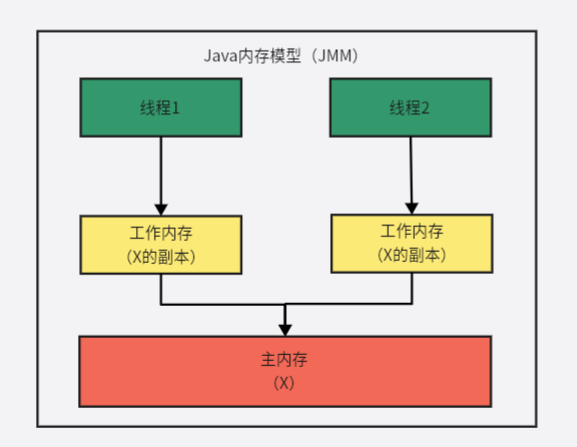 Java内存模型（JMM）
线程1
线程2
工作内存
（X的副本）
工作内存
（X的副本）
主内存
（X）